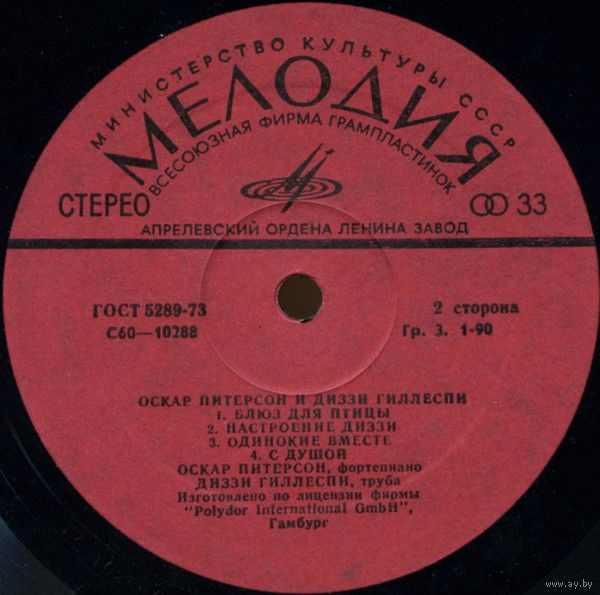 МИНИСТЕРСТВО КУЛЬТУРЫ СССР
МЕЛОДИЯ
ВСЕСОЮЗНАЯ ФИРМА ГРАМПЛАСТИНОК
СТЕРЕО
33
АПРЕЛЕВСКИЙ ОРДЕНА ЛЕНИНА ЗАВОД
ГОСТ 5289-73
2 сторона
С60—10288
Гр. 3. 1-90
ОСКАР ПИТЕРСОН И ДИЗЗИ ГИЛЛЕСПИ
1. БЛЮЗ ДЛЯ ПТИЦЫ
2. НАСТРОЕНИЕ ДИЗЗИ
3. ОДИНОКИЕ ВМЕСТЕ
4. С ДУШОЙ
ОСКАР ПИТЕРСОН, фортепиано
ДИЗЗИ ГИЛЛЕСПИ, труба
Изготовлено по лицензии фирмы
"Polydor International GmbH",
Гамбург
www.ay.by